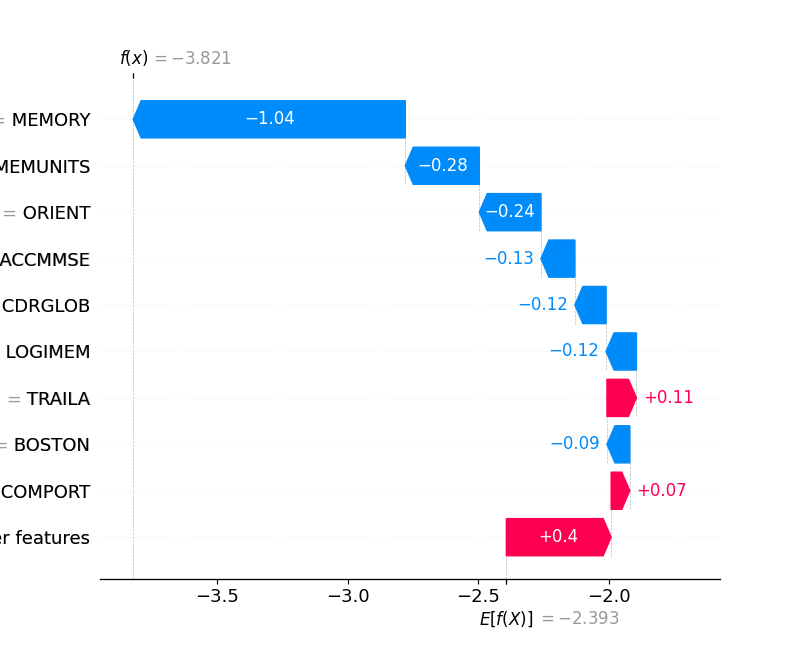 f(x) = −3.821
= MEMORY −1.04
MEMUNITS −0.28
= ORIENT −0.24
ACCMMSE −0.13
CDRGLOB −0.12
LOGIMEM −0.12
= TRAILA +0.11
= BOSTON −0.09
COMPORT +0.07
er features +0.4
−3.5 −3.0 −2.5 −2.0
E[f(X)] = −2.393